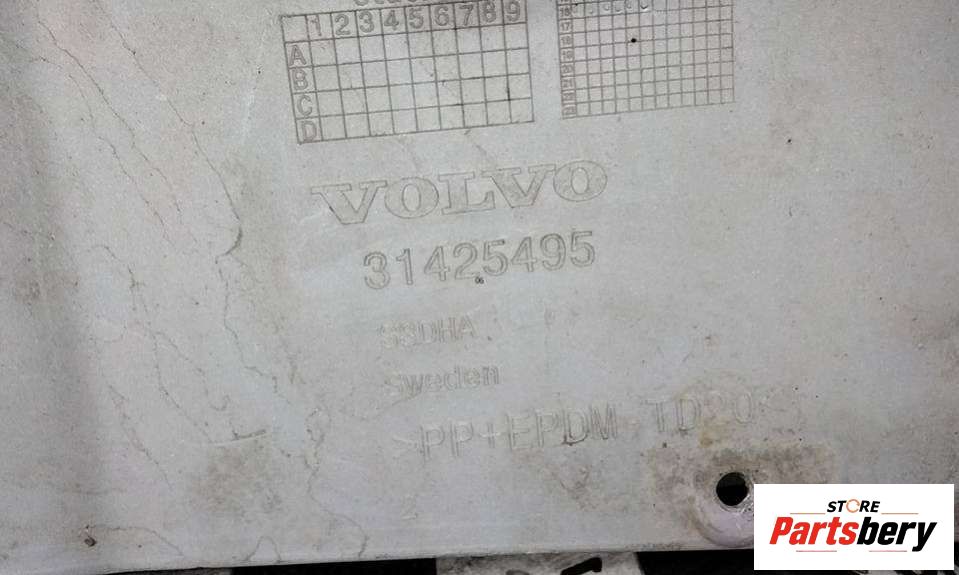 1 2 3 4 5 6 7 8 9
A
B
C
D
VOLVO
31425495
Sweden
>PP+EPDM-TD20<
STORE
Partsbery